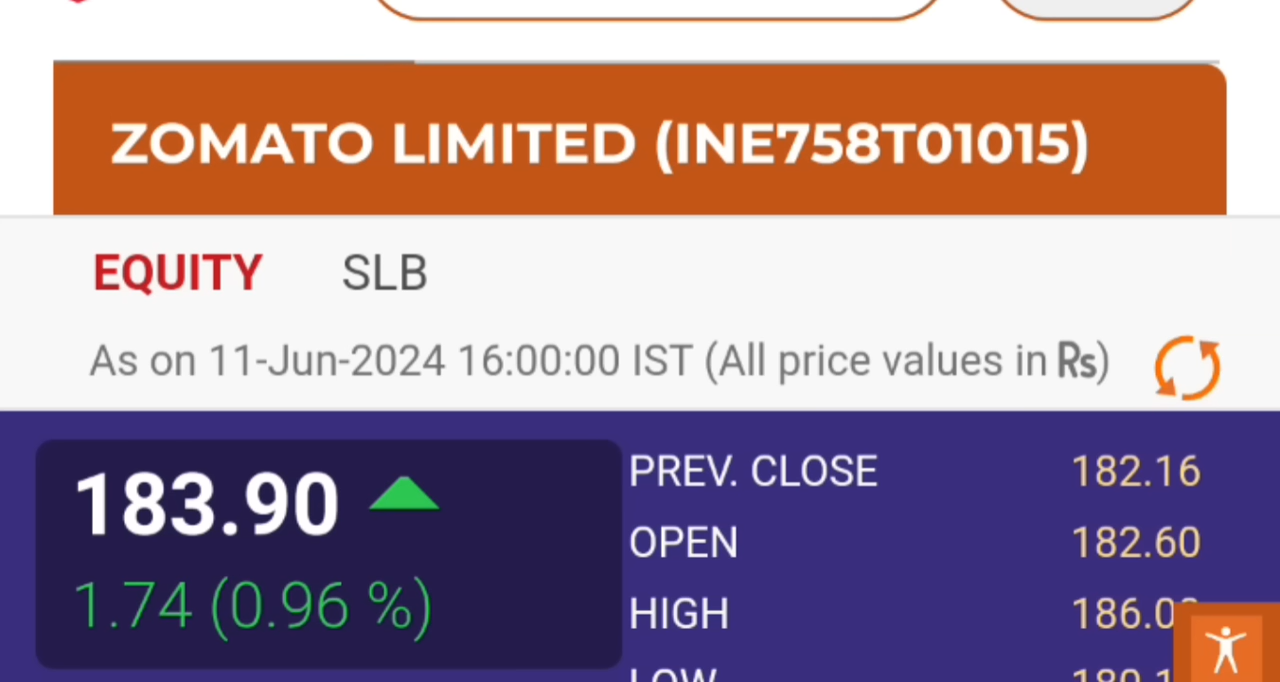 ZOMATO LIMITED (INE758T01015)
EQUITY SLB
As on 11-Jun-2024 16:00:00 IST (All price values in Rs)
183.90
1.74 (0.96 %)
PREV. CLOSE 182.16
OPEN 182.60
HIGH
LOW